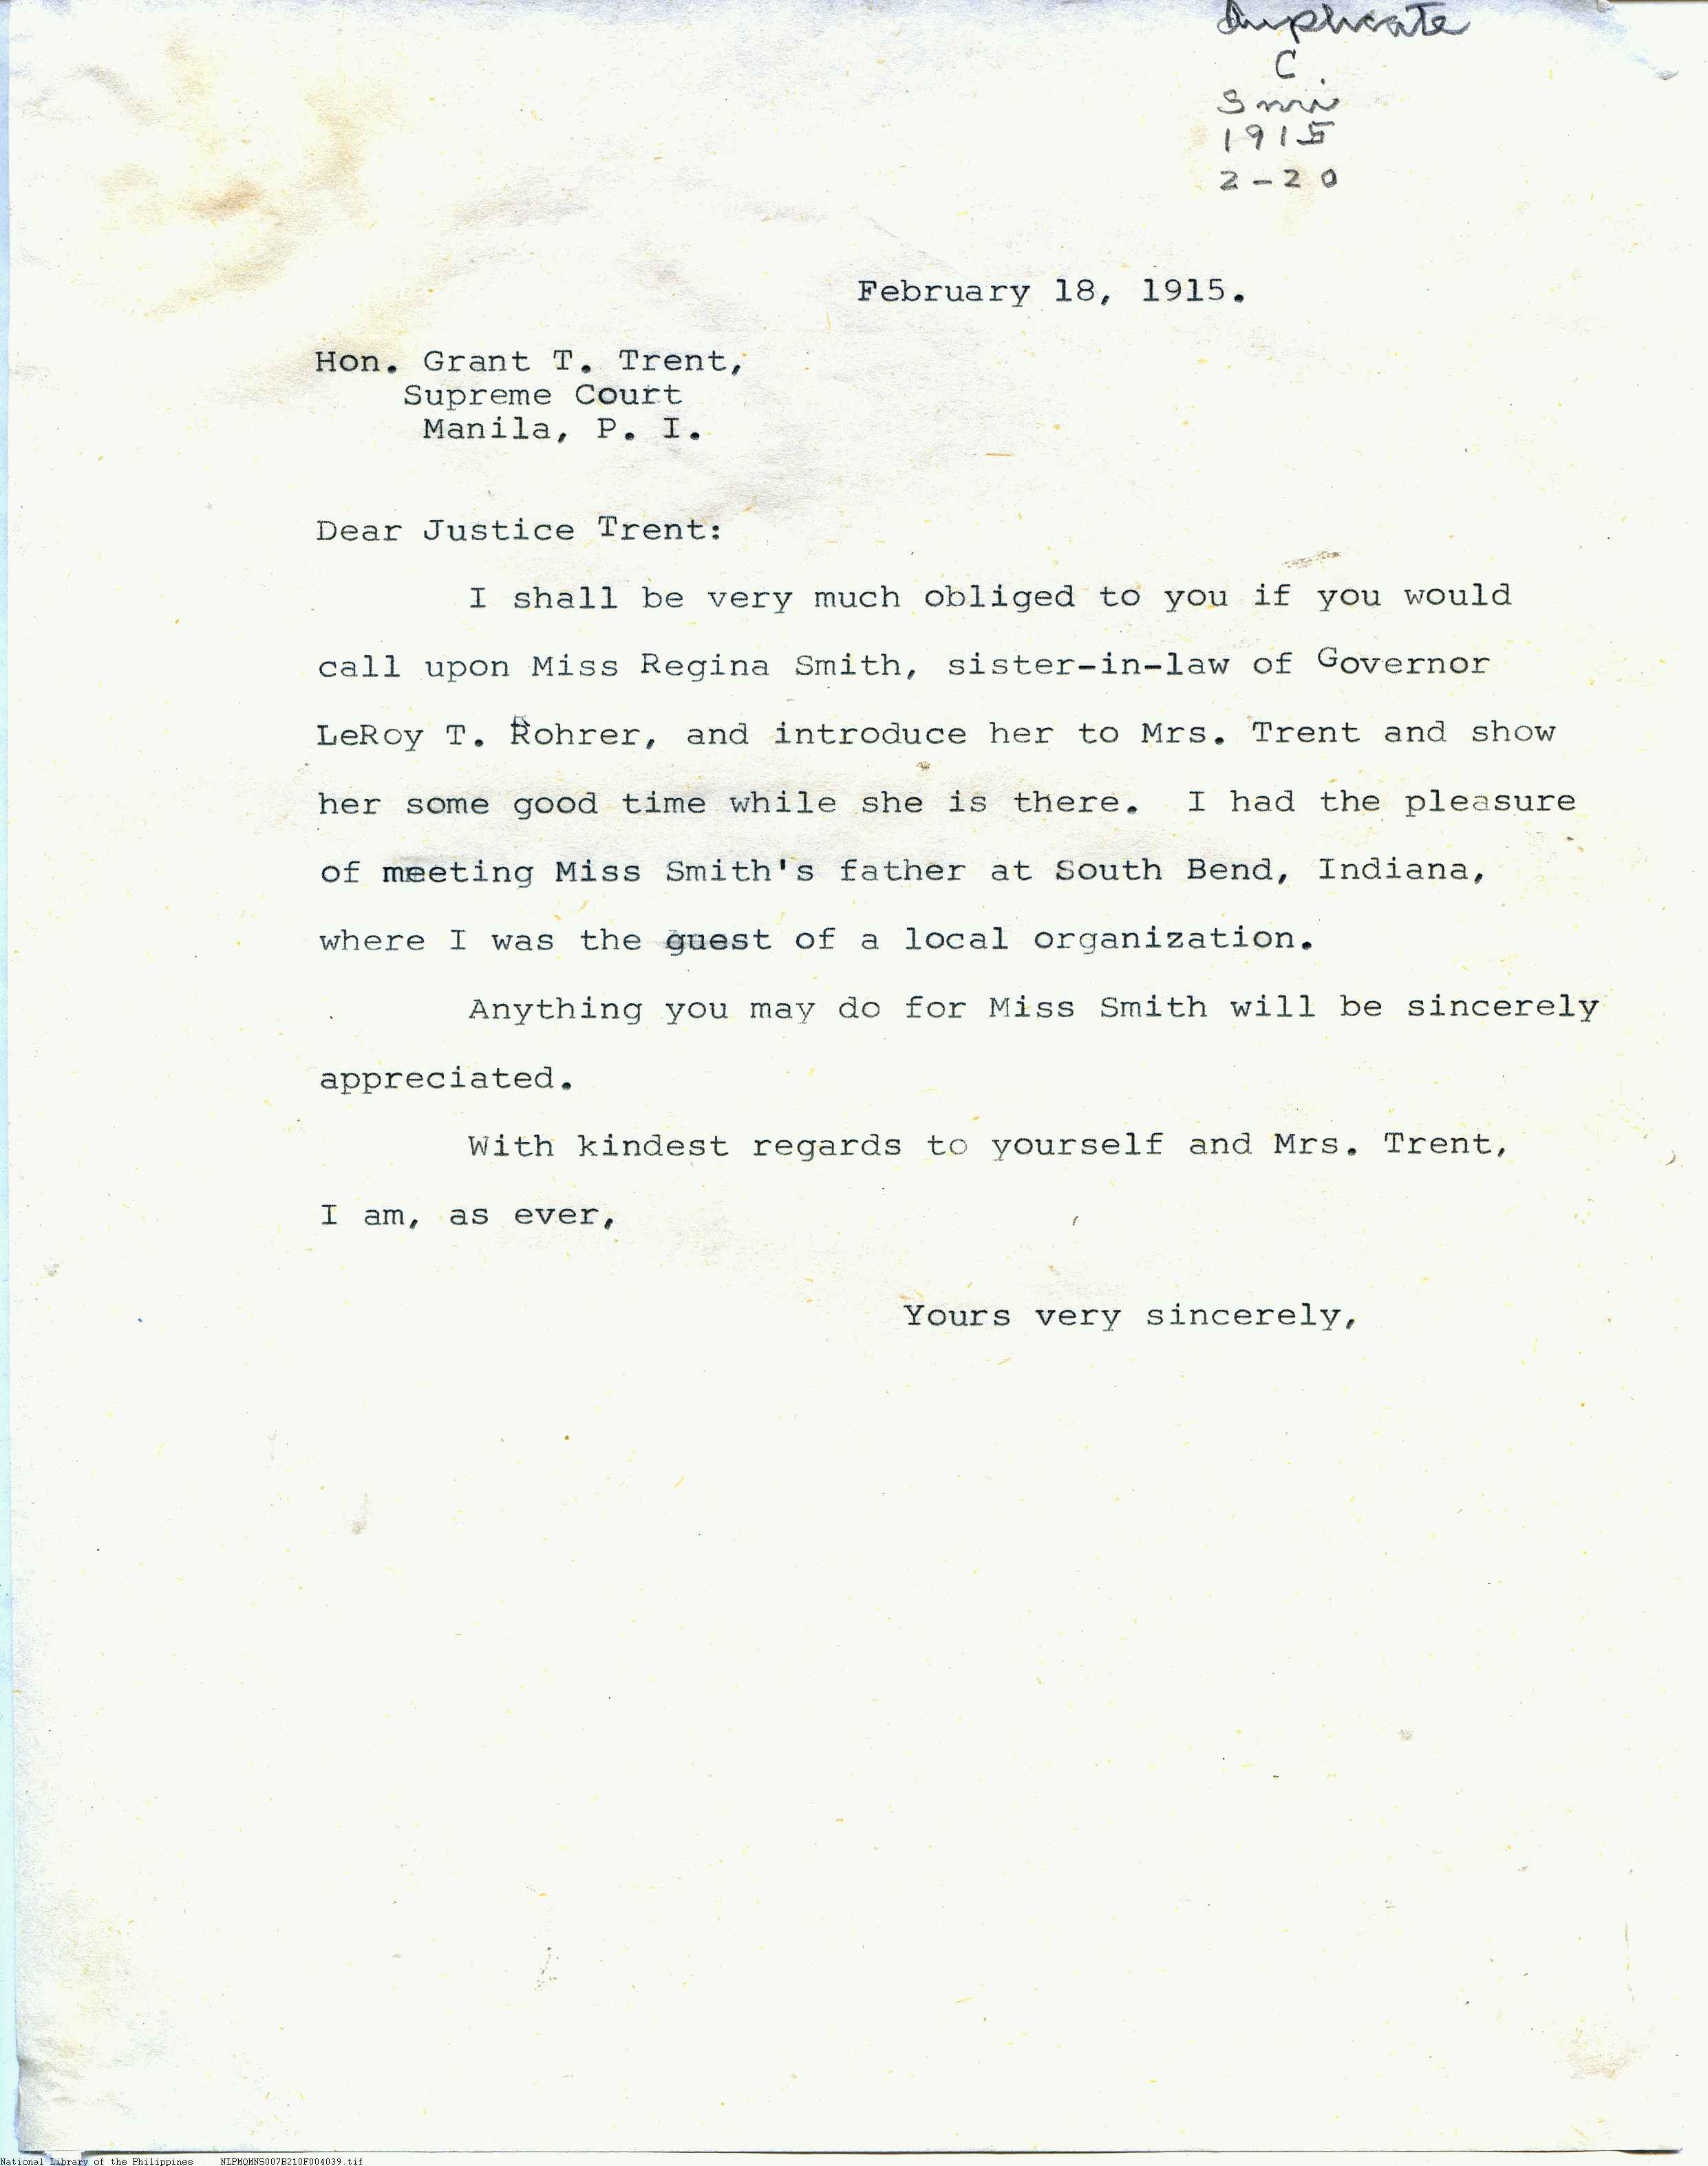 Duplicate
C.
Smi
1915
2-20
February 18, 1915.
Hon. Grant T. Trent,
Supreme Court
Manila, P. I.
Dear Justice Trent:
I shall be very much obliged to you if you would
call upon Miss Regina Smith, sister-in-law of Governor
LeRoy T. Rohrer, and introduce her to Mrs. Trent and show
her some good time while she is there. I had the pleasure
of meeting Miss Smith's father at South Bend, Indiana,
where I was the guest of a local organization.
Anything you may do for Miss Smith will be sincerely
appreciated.
With kindest regards to yourself and Mrs. Trent,
I am, as ever,
Yours very sincerely,
National Library of the Philippines NLPMQMNS007B210F004039.tif